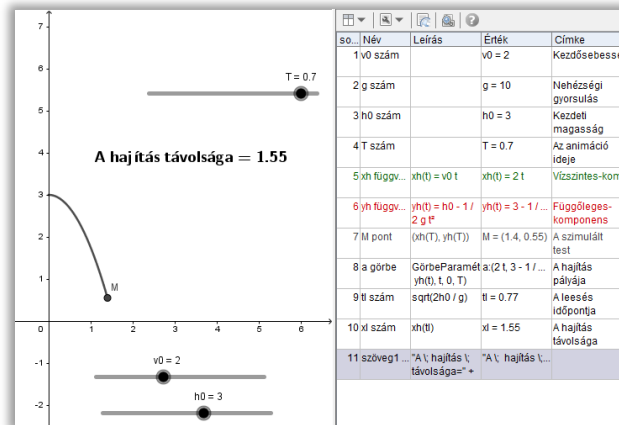 7
6
5
4
3
2
1
0
-1
-2
1
2
3
4
5
6
T = 0.7
A hajítás távolsága = 1.55
M
v0 = 2
h0 = 3
so... Név Leírás Érték Címke
1 v0 szám v0 = 2 Kezdősebessé
2 g szám g = 10 Nehézségi
gyorsulás
3 h0 szám h0 = 3 Kezdeti
magasság
4 T szám T = 0.7 Az animáció
ideje
5 xh függv... xh(t) = v0 t xh(t) = 2 t Vízszintes-kom
6 yh függv... yh(t) = h0 - 1 / yh(t) = 3 - 1 / ... Függőleges-
2 g t² komponens
7 M pont (xh(T), yh(T)) M = (1.4, 0.55) A szimulált
test
8 a görbe GörbeParamét a:(2 t, 3 - 1 / ... A hajítás
yh(t), t, 0, T) pályája
9 tl szám sqrt(2h0 / g) tl = 0.77 A leesés
időpontja
10 xl szám xh(tl) xl = 1.55 A hajítás
távolsága
11 szöveg1 ... "A \; hajítás \; "A \; hajítás \;...
távolsága=" +